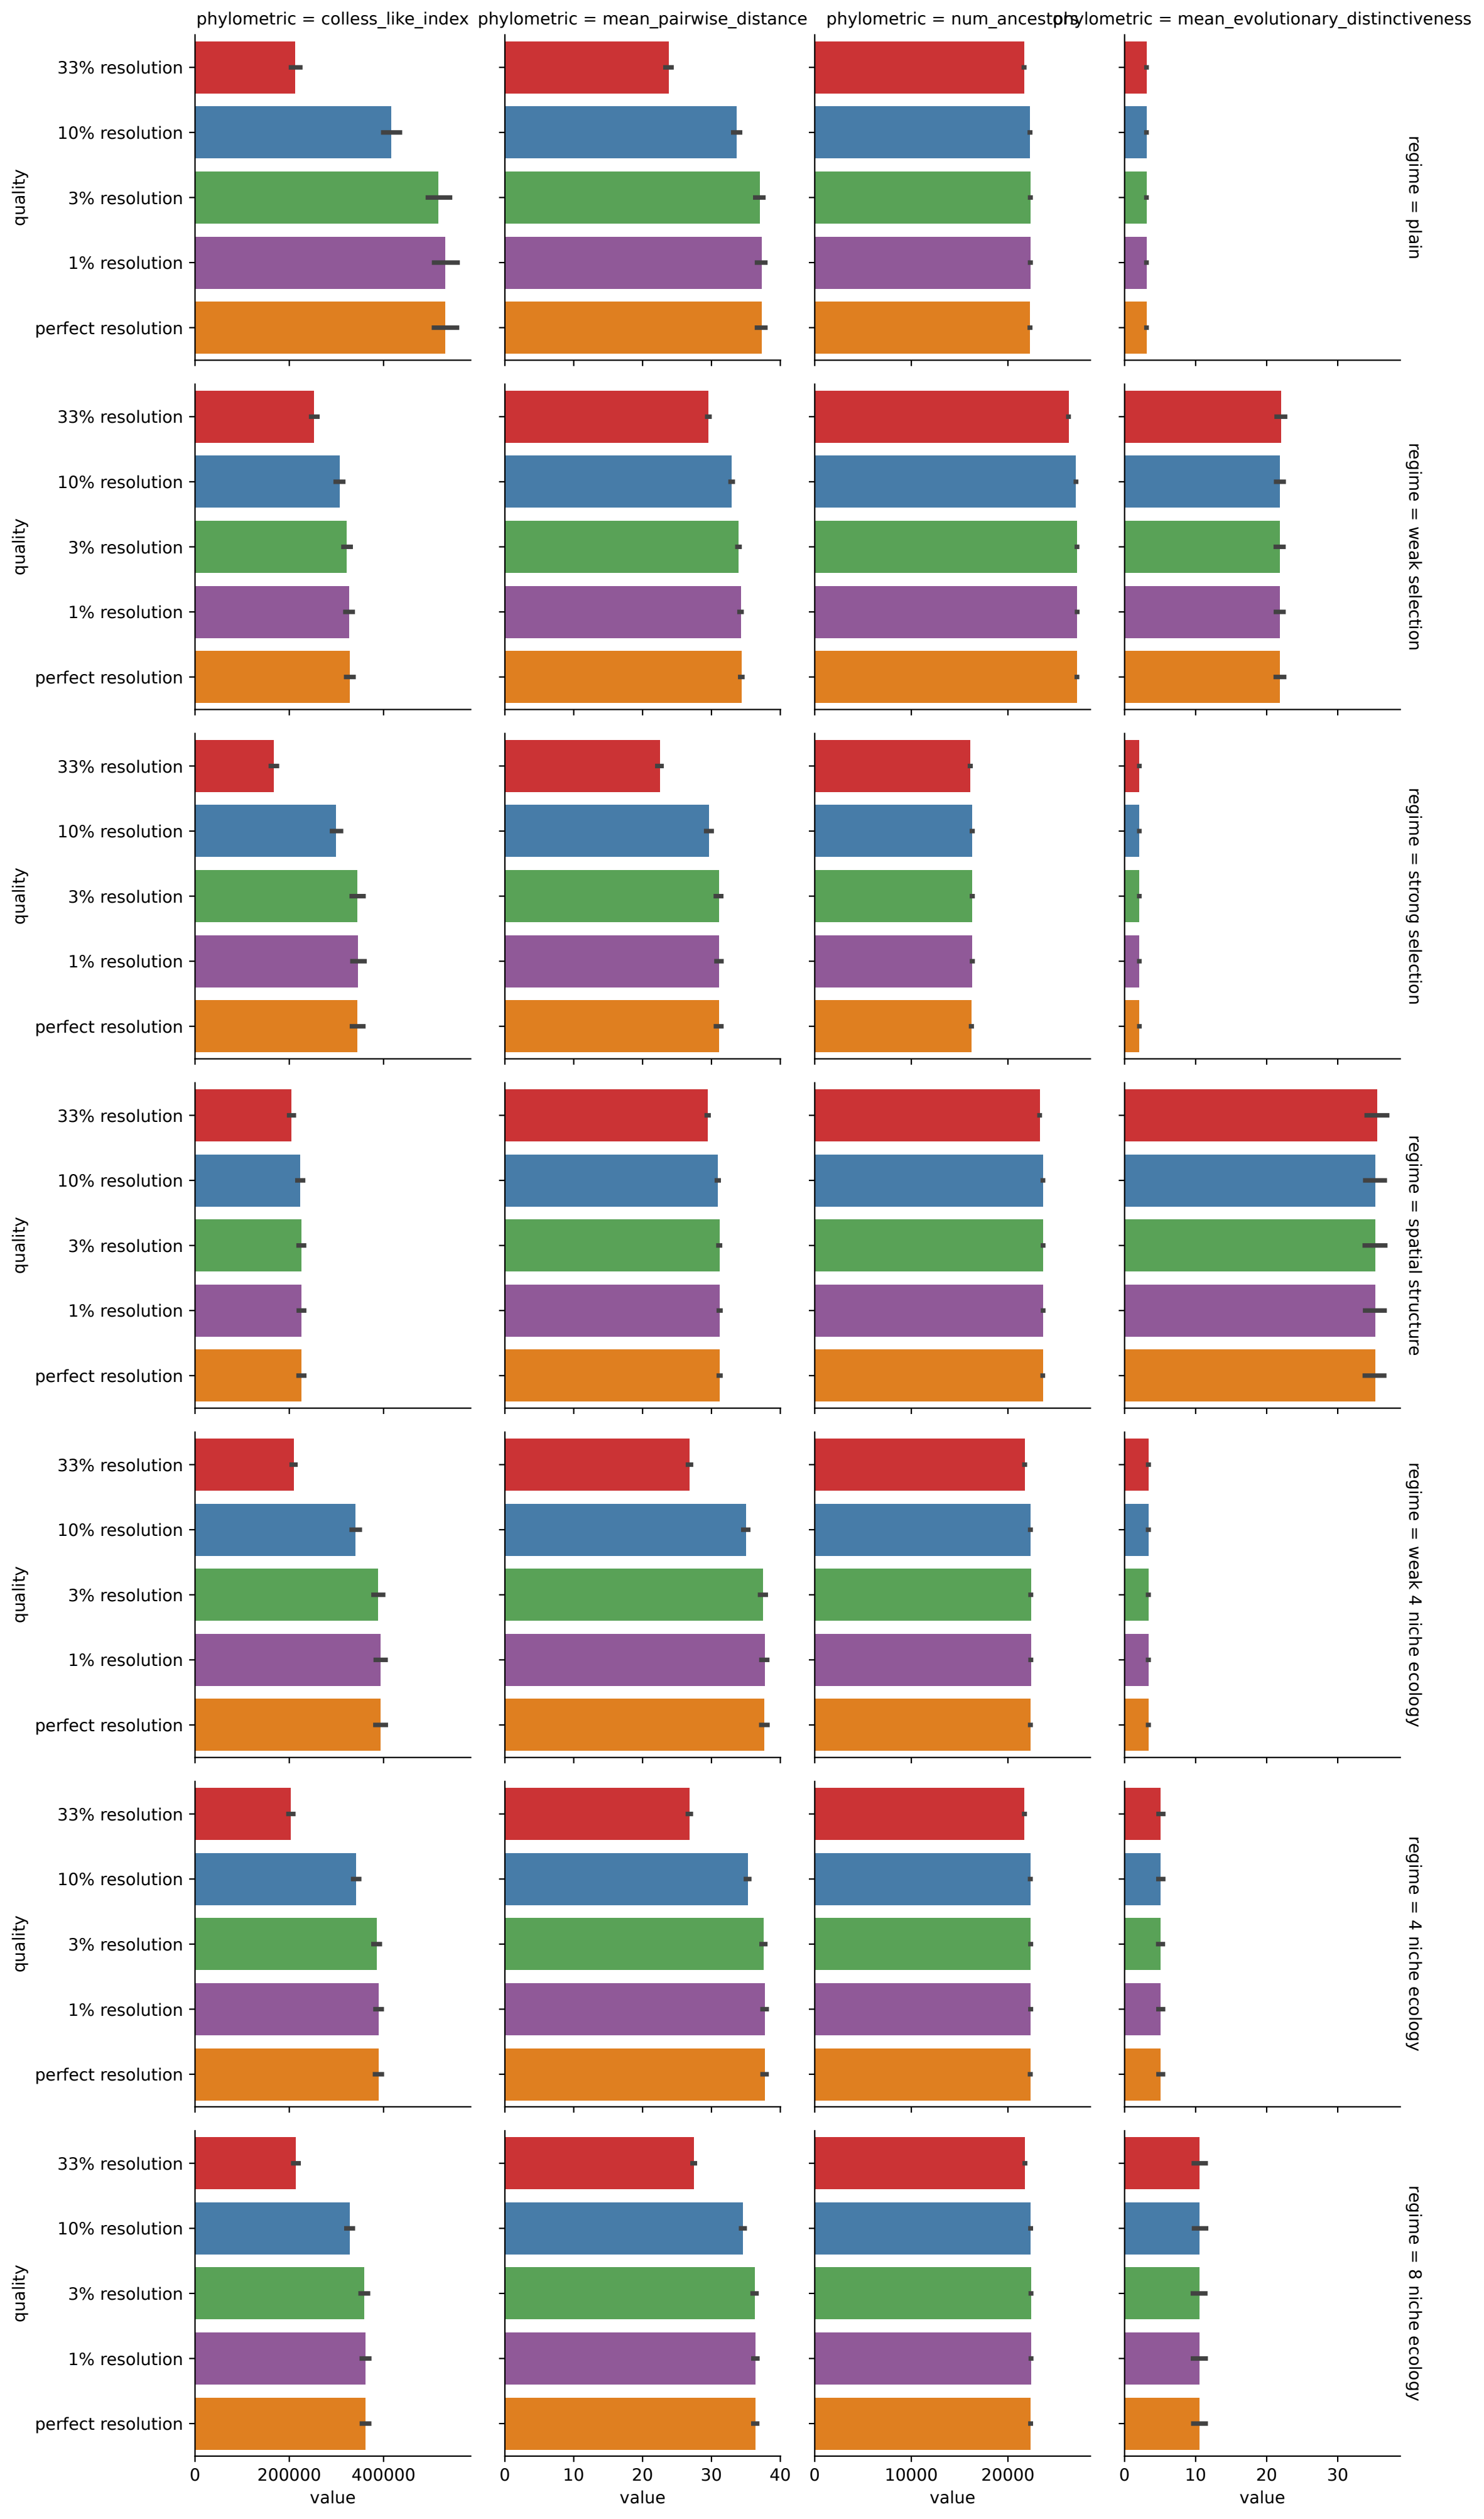 phylometric = colless_like_index
phylometric = mean_pairwise_distance
phylometric = num_ancestors
phylometric = mean_evolutionary_distinctiveness
quality
33% resolution
10% resolution
3% resolution
1% resolution
perfect resolution
regime = plain
quality
33% resolution
10% resolution
3% resolution
1% resolution
perfect resolution
regime = weak selection
quality
33% resolution
10% resolution
3% resolution
1% resolution
perfect resolution
regime = strong selection
quality
33% resolution
10% resolution
3% resolution
1% resolution
perfect resolution
regime = spatial structure
quality
33% resolution
10% resolution
3% resolution
1% resolution
perfect resolution
regime = weak 4 niche ecology
quality
33% resolution
10% resolution
3% resolution
1% resolution
perfect resolution
regime = 4 niche ecology
quality
33% resolution
10% resolution
3% resolution
1% resolution
perfect resolution
regime = 8 niche ecology
0 200000 400000
0 10 20 30 40
0 10000 20000
0 10 20 30
value
value
value
value